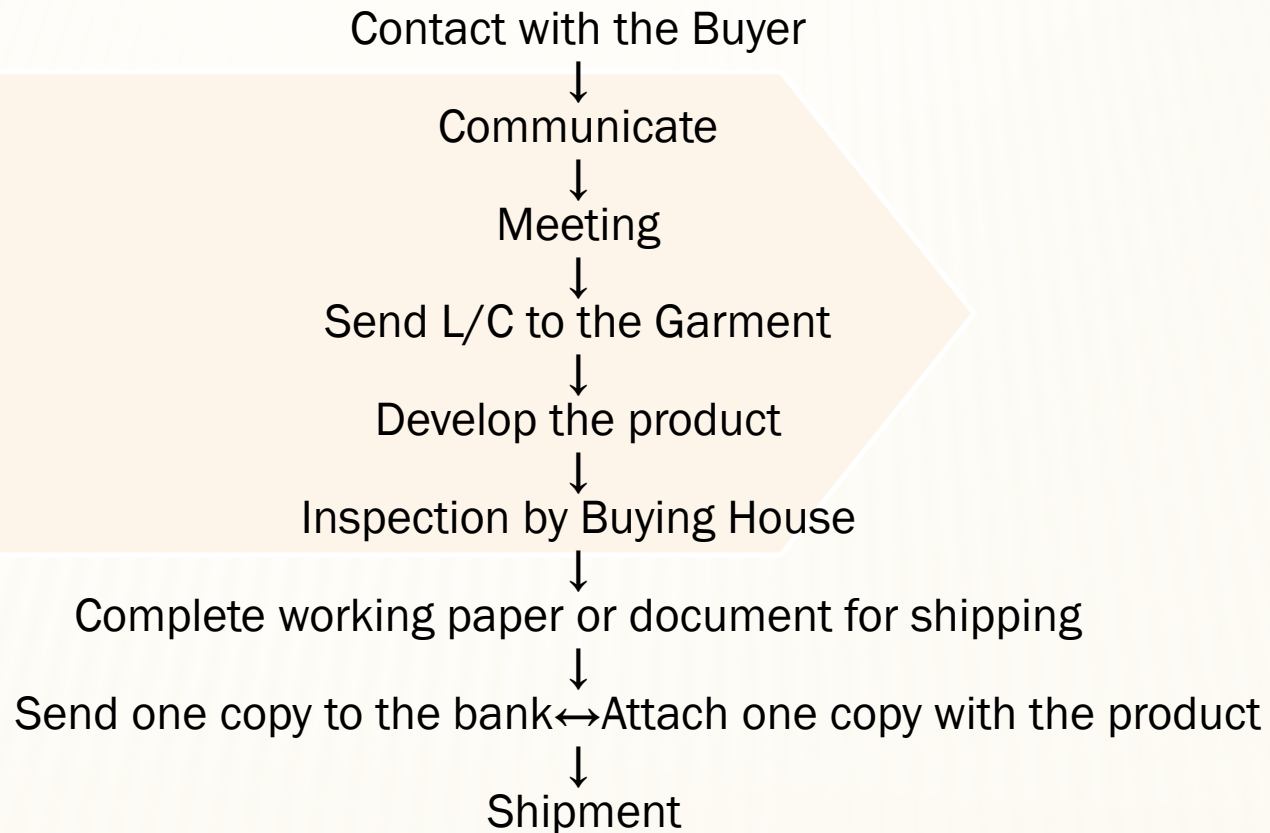 Contact with the Buyer
↓
Communicate
↓
Meeting
↓
Send L/C to the Garment
↓
Develop the product
↓
Inspection by Buying House
↓
Complete working paper or document for shipping
↓
Send one copy to the bank↔Attach one copy with the product
↓
Shipment